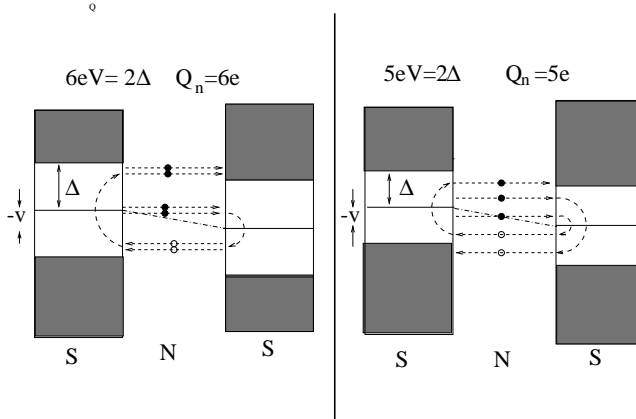 Q
6eV= 2Δ Q_n=6e
Δ
-v
S N S
5eV=2Δ Q_n=5e
Δ
-v
S N S